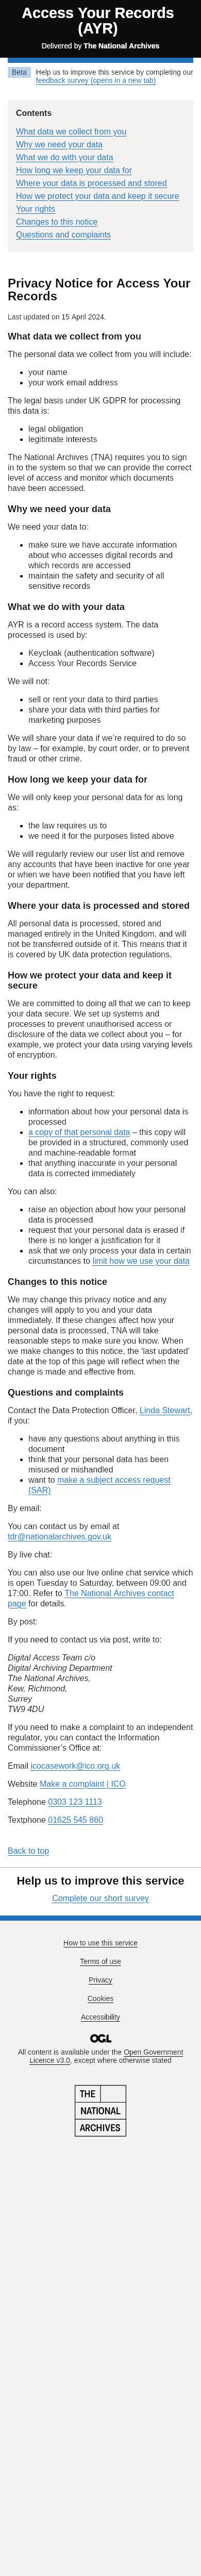 Access Your Records
(AYR)
Delivered by The National Archives
Beta
Help us to improve this service by completing our
feedback survey (opens in a new tab)
Contents
What data we collect from you
Why we need your data
What we do with your data
How long we keep your data for
Where your data is processed and stored
How we protect your data and keep it secure
Your rights
Changes to this notice
Questions and complaints
Privacy Notice for Access Your
Records
Last updated on 15 April 2024.
What data we collect from you
The personal data we collect from you will include:
• your name
• your work email address
The legal basis under UK GDPR for processing
this data is:
• legal obligation
• legitimate interests
The National Archives (TNA) requires you to sign
in to the system so that we can provide the correct
level of access and monitor which documents
have been accessed.
Why we need your data
We need your data to:
• make sure we have accurate information
about who accesses digital records and
which records are accessed
• maintain the safety and security of all
sensitive records
What we do with your data
AYR is a record access system. The data
processed is used by:
• Keycloak (authentication software)
• Access Your Records Service
We will not:
• sell or rent your data to third parties
• share your data with third parties for
marketing purposes
We will share your data if we're required to do so
by law – for example, by court order, or to prevent
fraud or other crime.
How long we keep your data for
We will only keep your personal data for as long
as:
• the law requires us to
• we need it for the purposes listed above
We will regularly review our user list and remove
any accounts that have been inactive for one year
or when we have been notified that you have left
your department.
Where your data is processed and stored
All personal data is processed, stored and
managed entirely in the United Kingdom, and will
not be transferred outside of it. This means that it
is covered by UK data protection regulations.
How we protect your data and keep it
secure
We are committed to doing all that we can to keep
your data secure. We set up systems and
processes to prevent unauthorised access or
disclosure of the data we collect about you – for
example, we protect your data using varying levels
of encryption.
Your rights
You have the right to request:
• information about how your personal data is
processed
• a copy of that personal data – this copy will
be provided in a structured, commonly used
and machine-readable format
• that anything inaccurate in your personal
data is corrected immediately
You can also:
• raise an objection about how your personal
data is processed
• request that your personal data is erased if
there is no longer a justification for it
• ask that we only process your data in certain
circumstances to limit how we use your data
Changes to this notice
We may change this privacy notice and any
changes will apply to you and your data
immediately. If these changes affect how your
personal data is processed, TNA will take
reasonable steps to make sure you know. When
we make changes to this notice, the 'last updated'
date at the top of this page will reflect when the
change is made and effective from.
Questions and complaints
Contact the Data Protection Officer, Linda Stewart,
if you:
• have any questions about anything in this
document
• think that your personal data has been
misused or mishandled
• want to make a subject access request
(SAR)
By email:
You can contact us by email at
tdr@nationalarchives.gov.uk
By live chat:
You can also use our live online chat service which
is open Tuesday to Saturday, between 09:00 and
17:00. Refer to The National Archives contact
page for details.
By post:
If you need to contact us via post, write to:
Digital Access Team c/o
Digital Archiving Department
The National Archives,
Kew, Richmond,
Surrey
TW9 4DU
If you need to make a complaint to an independent
regulator, you can contact the Information
Commissioner's Office at:
Email icocasework@ico.org.uk
Website Make a complaint | ICO
Telephone 0303 123 1113
Textphone 01625 545 860
Back to top
Help us to improve this service
Complete our short survey
How to use this service
Terms of use
Privacy
Cookies
Accessibility
OGL
All content is available under the Open Government
Licence v3.0, except where otherwise stated
THE
NATIONAL
ARCHIVES